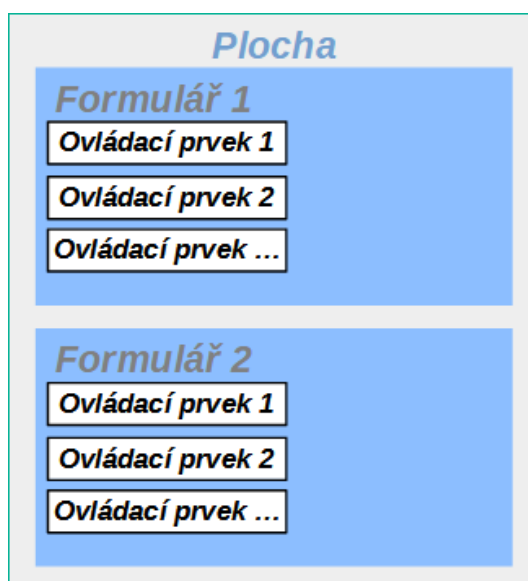 Plocha
Formulář 1
Ovládací prvek 1
Ovládací prvek 2
Ovládací prvek …
Formulář 2
Ovládací prvek 1
Ovládací prvek 2
Ovládací prvek …